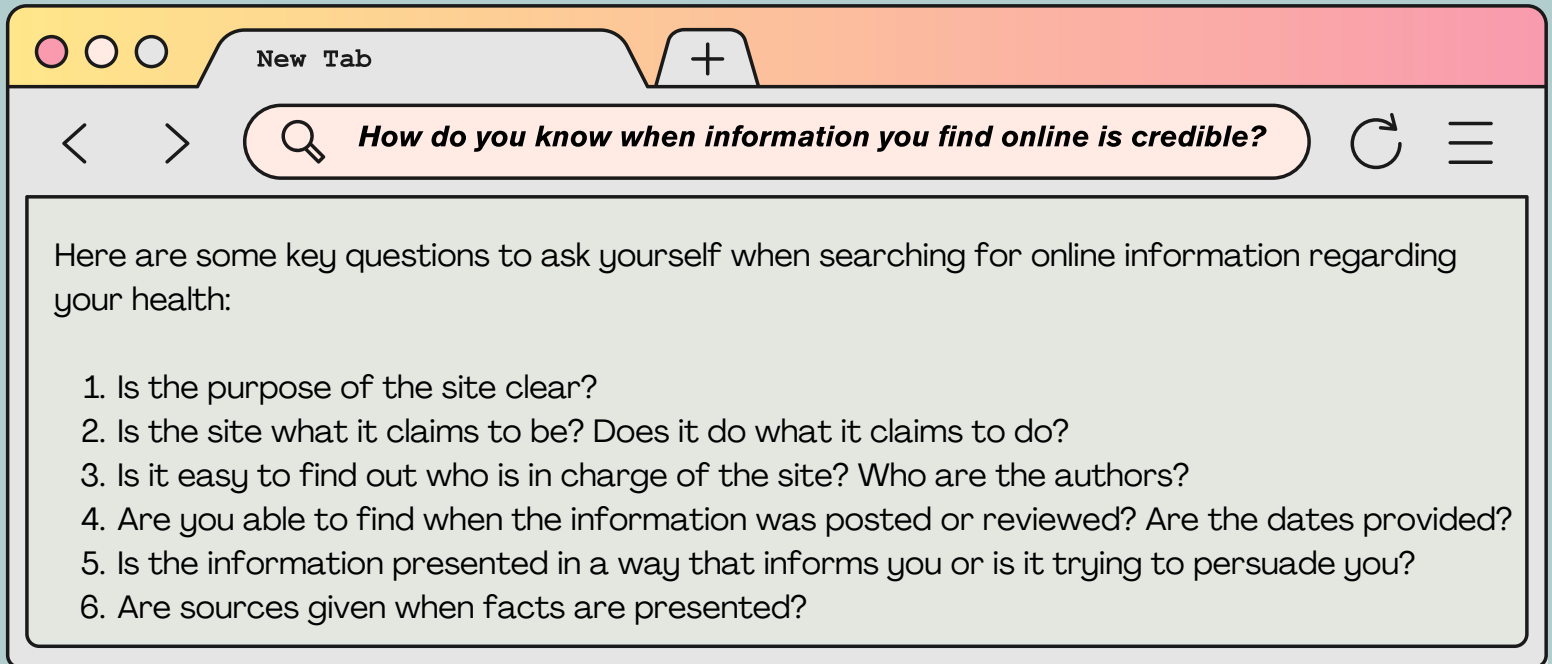 New Tab
How do you know when information you find online is credible?
Here are some key questions to ask yourself when searching for online information regarding
your health:
1. Is the purpose of the site clear?
2. Is the site what it claims to be? Does it do what it claims to do?
3. Is it easy to find out who is in charge of the site? Who are the authors?
4. Are you able to find when the information was posted or reviewed? Are the dates provided?
5. Is the information presented in a way that informs you or is it trying to persuade you?
6. Are sources given when facts are presented?